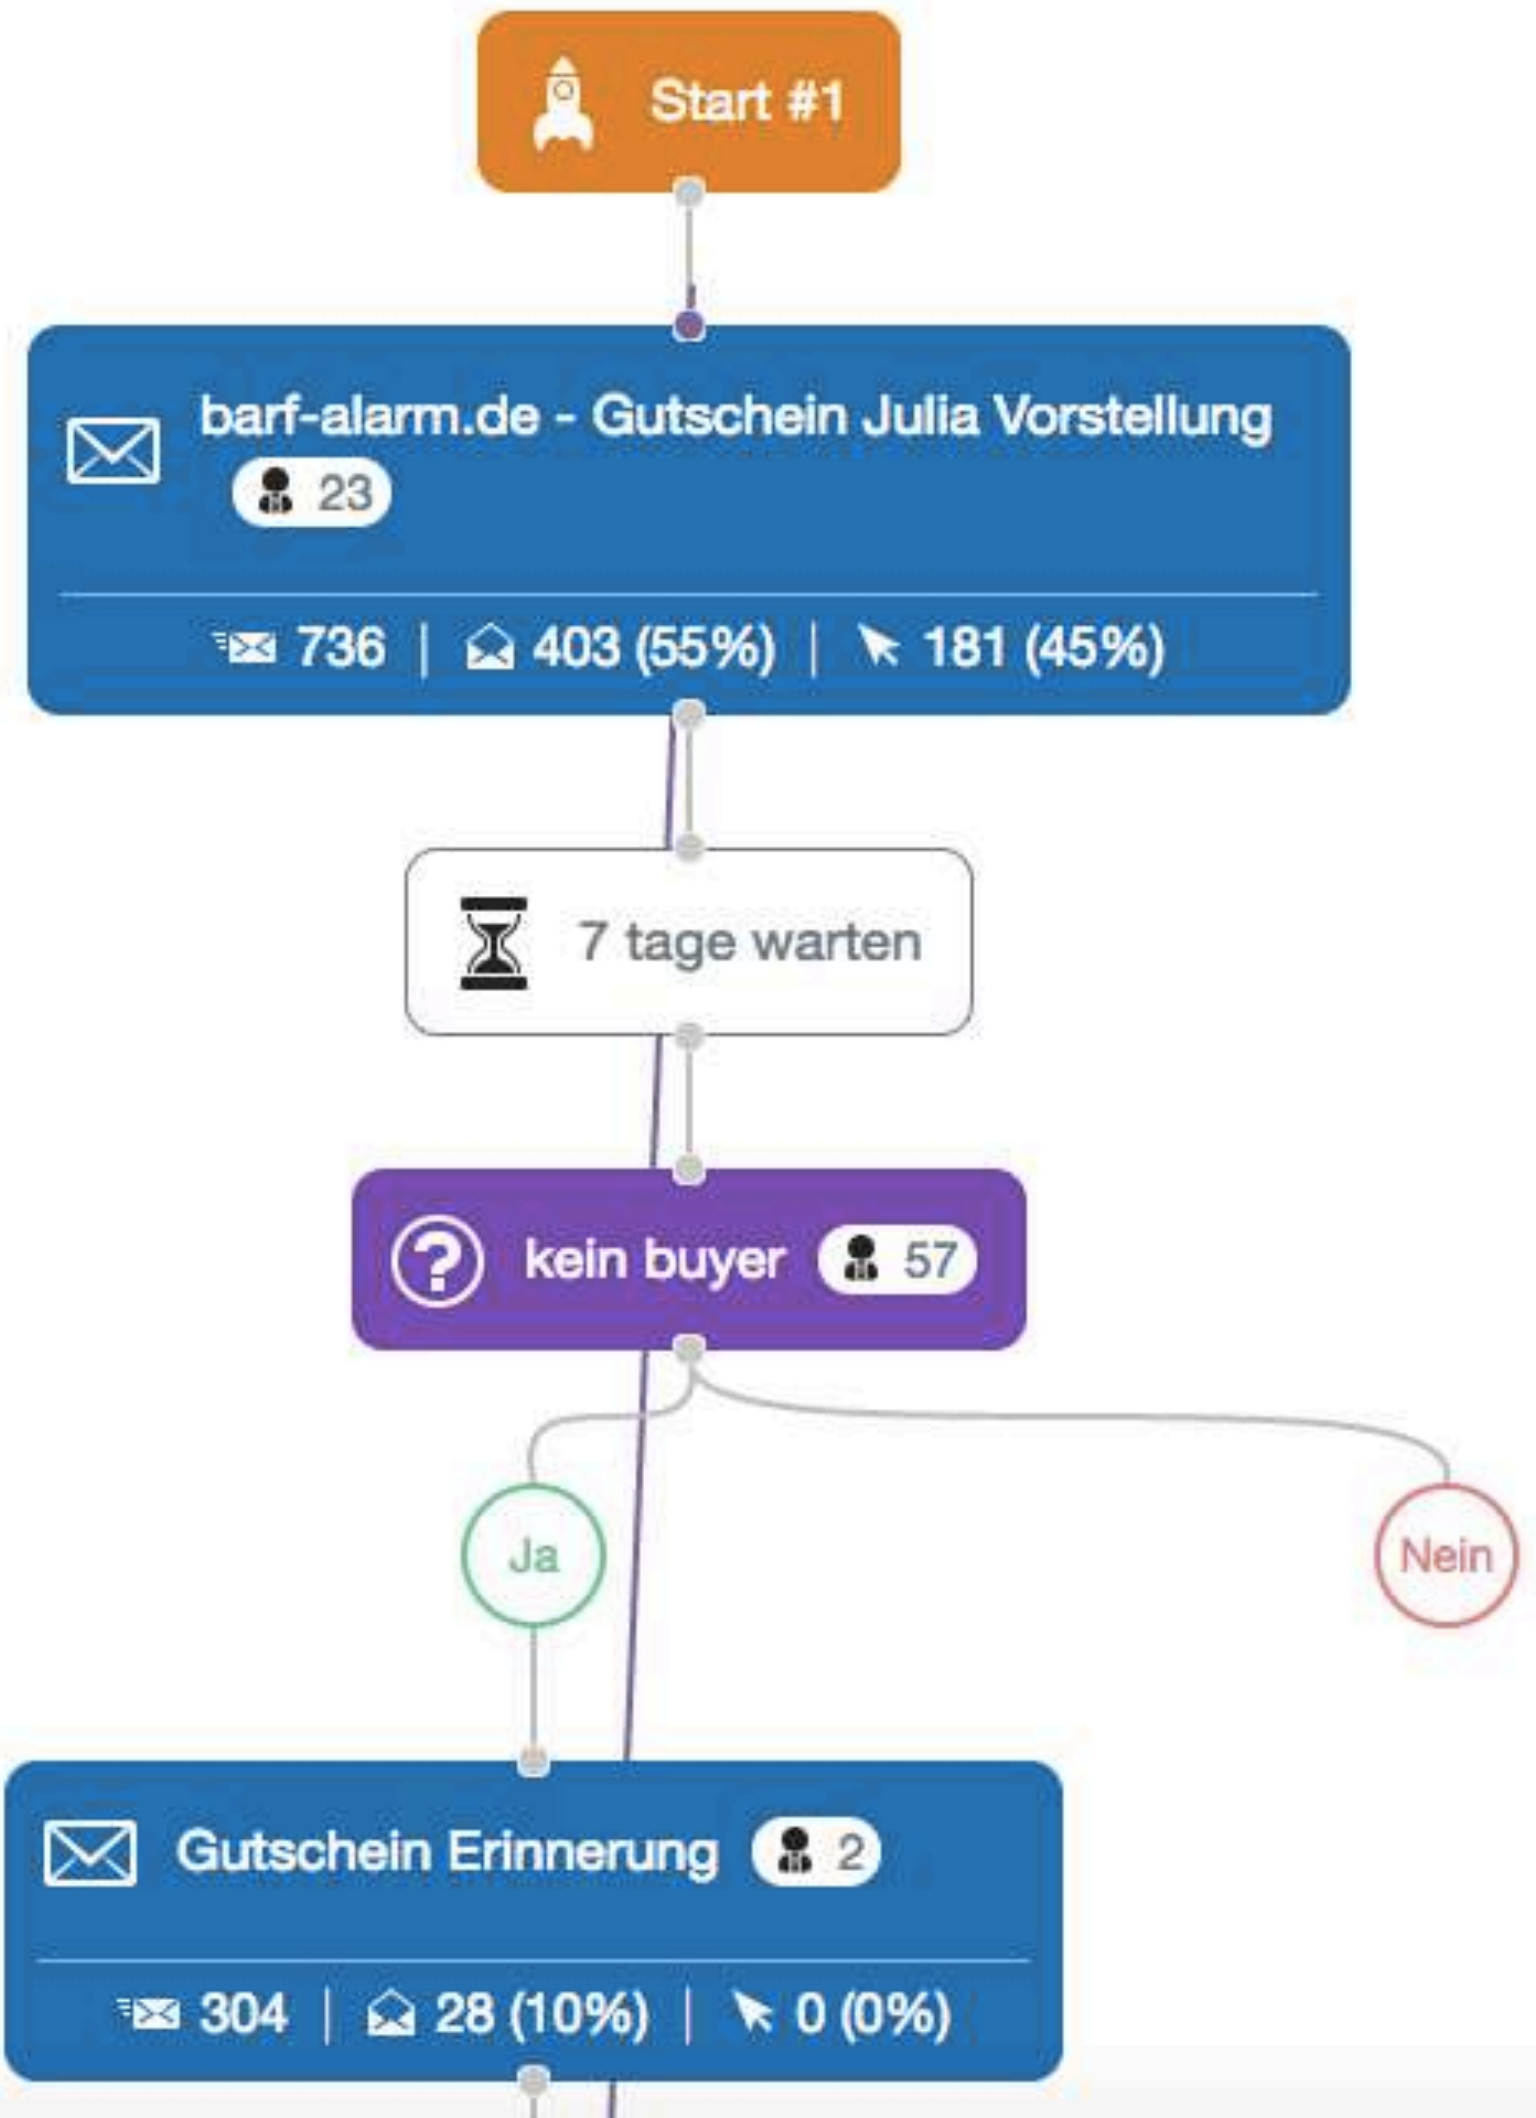 Start #1
barf-alarm.de - Gutschein Julia Vorstellung
23
736 | 403 (55%) | 181 (45%)
7 tage warten
kein buyer 57
Ja
Nein
Gutschein Erinnerung 2
304 | 28 (10%) | 0 (0%)